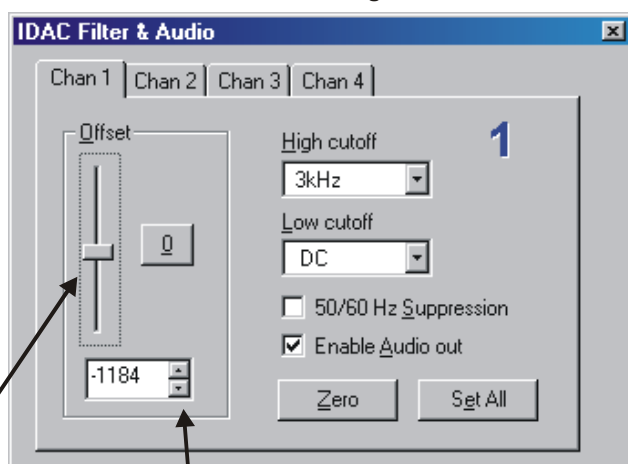 IDAC Filter & Audio
Chan 1 Chan 2 Chan 3 Chan 4
Offset
0
-1184
1
High cutoff
3kHz
Low cutoff
DC
50/60 Hz Suppression
Enable Audio out
Zero Set All